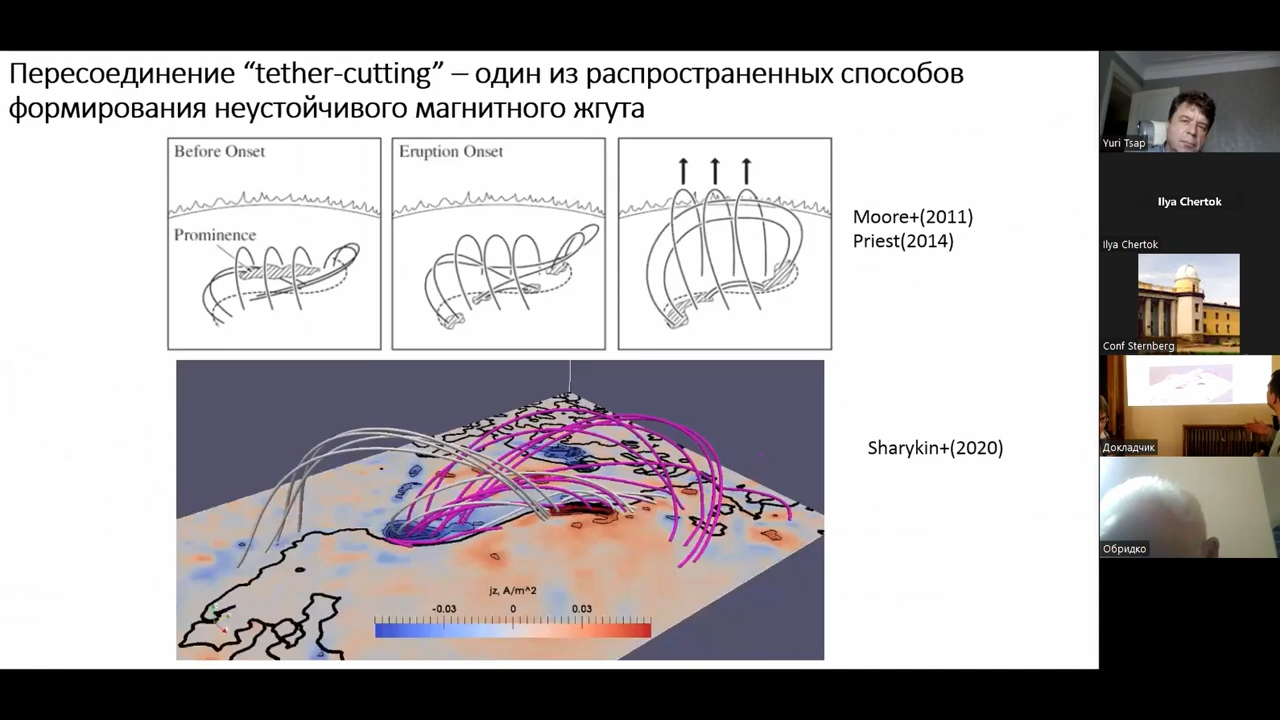 Пересоединение “tether-cutting” – один из распространенных способов
формирования неустойчивого магнитного жгута
Before Onset
Eruption Onset
Prominence
Moore+(2011)
Priest(2014)
Sharykin+(2020)
jz, A/m^2
-0.03 0 0.03
Yuri Tsap
Ilya Chertok
Ilya Chertok
Conf Sternberg
Докладчик
Обридко